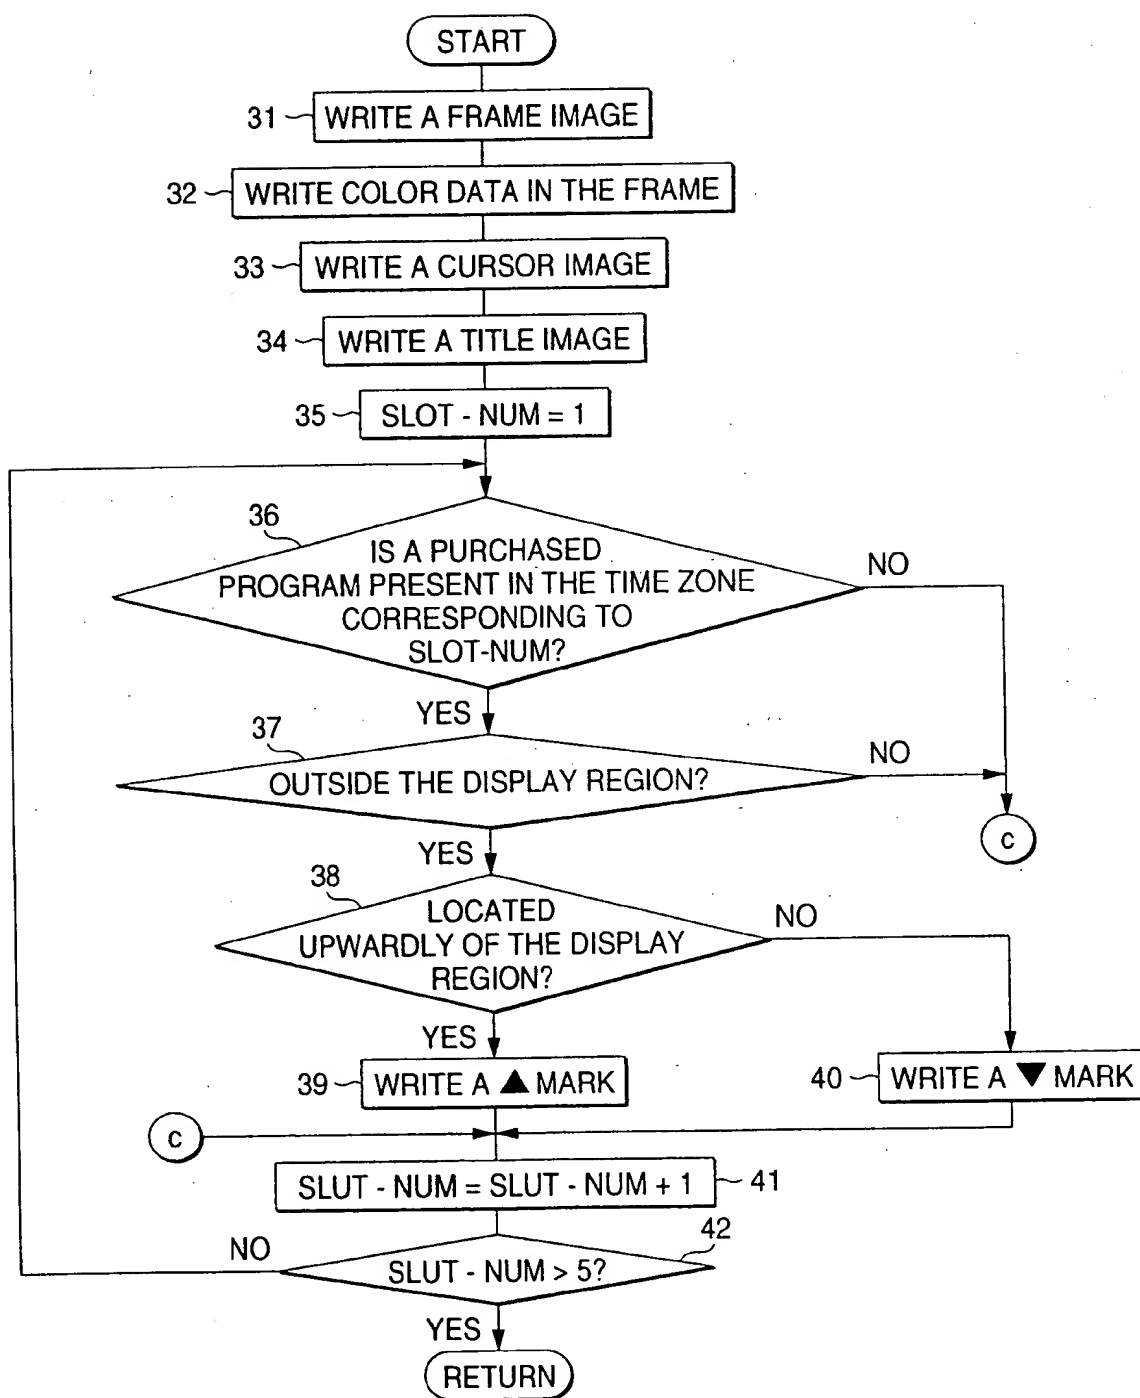 START
31
WRITE A FRAME IMAGE
32
WRITE COLOR DATA IN THE FRAME
33
WRITE A CURSOR IMAGE
34
WRITE A TITLE IMAGE
35
SLOT - NUM = 1
36
IS A PURCHASED
PROGRAM PRESENT IN THE TIME ZONE
CORRESPONDING TO
SLOT-NUM?
NO
YES
37
OUTSIDE THE DISPLAY REGION?
NO
c
YES
38
LOCATED
UPWARDLY OF THE DISPLAY
REGION?
NO
YES
39
WRITE A ▲ MARK
40
WRITE A ▼ MARK
c
SLUT - NUM = SLUT - NUM + 1
41
42
NO
SLUT - NUM > 5?
YES
RETURN